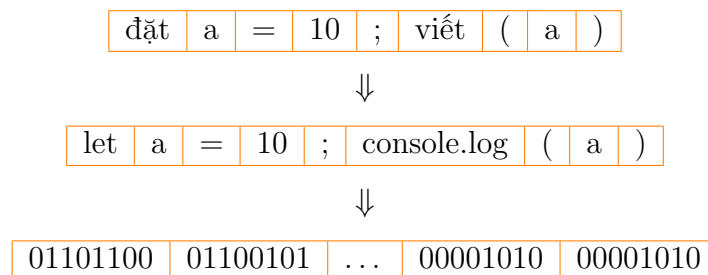 đặt a = 10 ; viết ( a )
⇓
let a = 10 ; console.log ( a )
⇓
01101100 01100101 ... 00001010 00001010